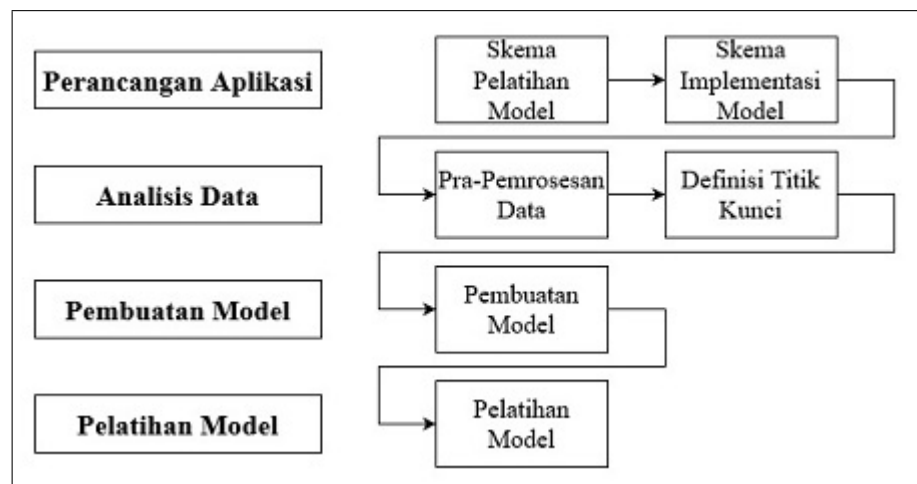 Perancangan Aplikasi
Skema
Pelatihan
Model
Skema
Implementasi
Model
Analisis Data
Pra-Pemrosesan
Data
Definisi Titik
Kunci
Pembuatan Model
Pembuatan
Model
Pelatihan Model
Pelatihan
Model